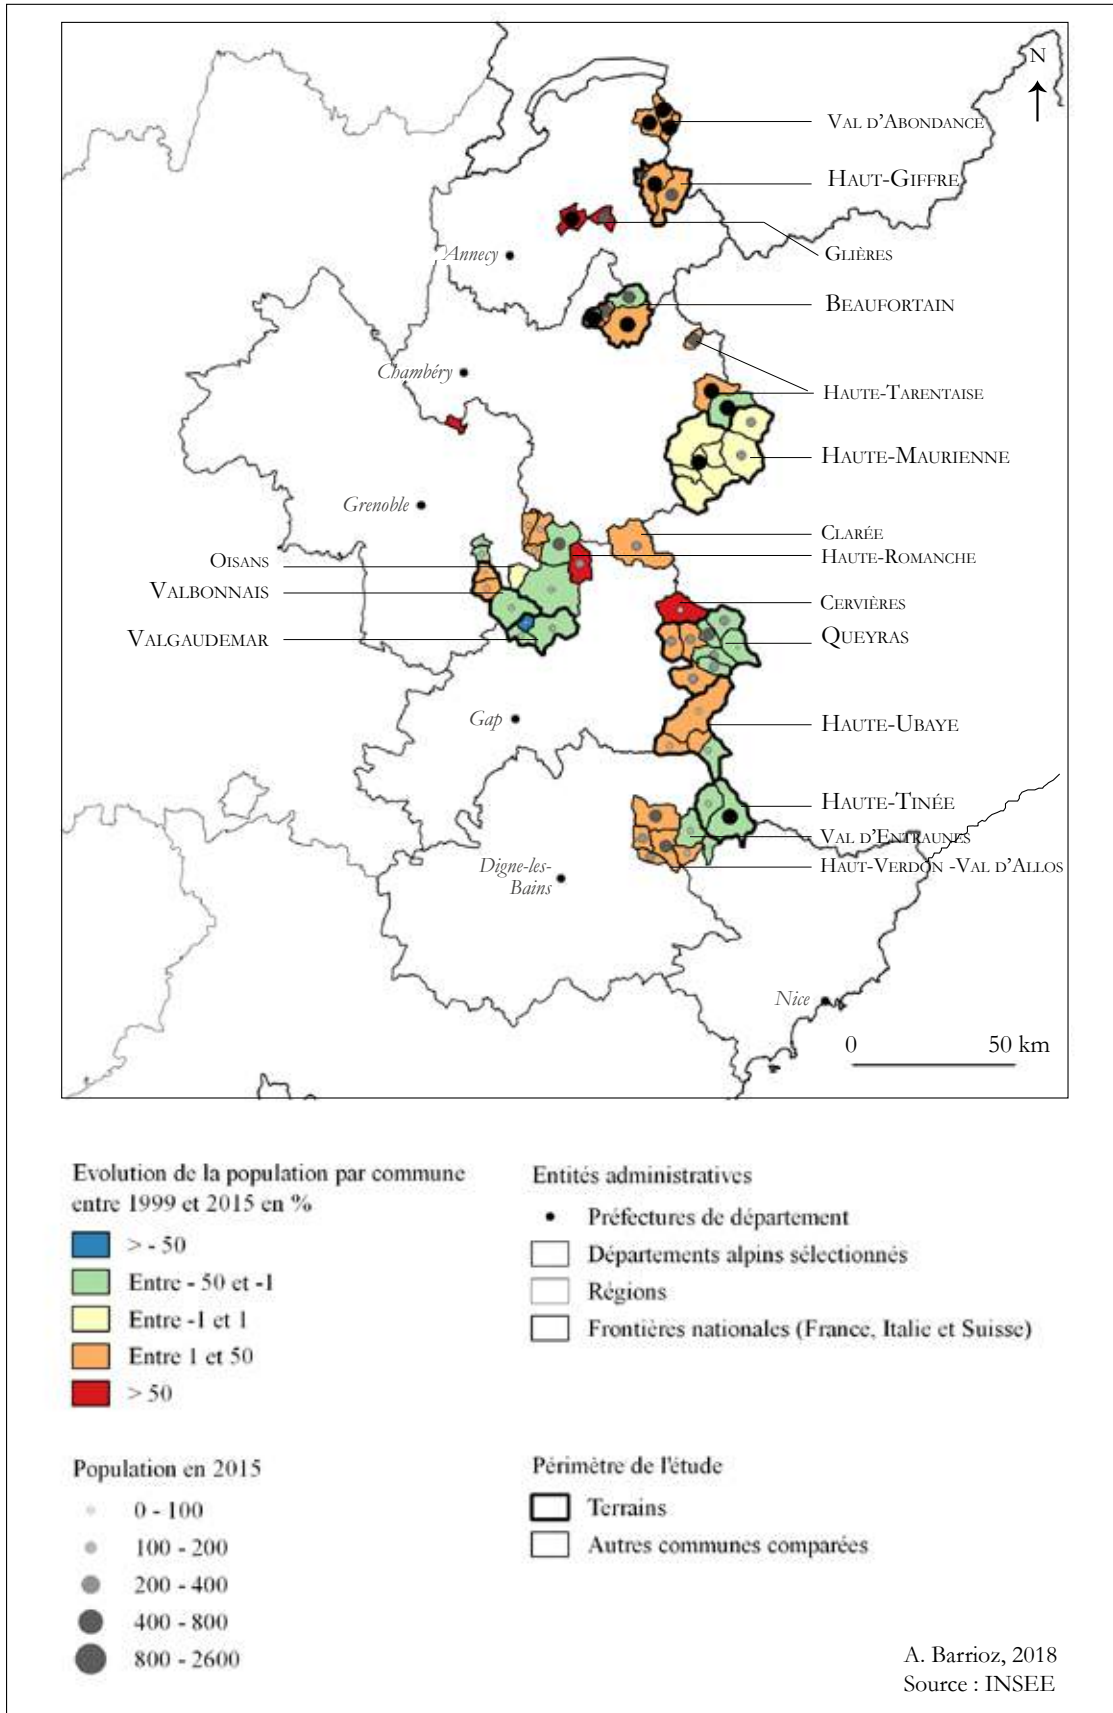 N
VAL D'ABONDANCE
HAUT-GIFFRE
GLIÈRES
Annecy
BEAUFORTAIN
Chambéry
HAUTE-TARENTAISE
HAUTE-MAURIENNE
Grenoble
CLARÉE
OISANS
HAUTE-ROMANCHE
VALBONNAIS
CERVIÈRES
VALGAUDEMAR
QUEYRAS
Gap
HAUTE-UBAYE
HAUTE-TINÉE
VAL D'ENTRAUNES
Digne-les-
Bains
HAUT-VERDON -VAL D'ALLOS
Nice
0 50 km
Evolution de la population par commune
entre 1999 et 2015 en %
> - 50
Entre - 50 et -1
Entre -1 et 1
Entre 1 et 50
> 50
Entités administratives
Préfectures de département
Départements alpins sélectionnés
Régions
Frontières nationales (France, Italie et Suisse)
Population en 2015
0 - 100
100 - 200
200 - 400
400 - 800
800 - 2600
Périmètre de l'étude
Terrains
Autres communes comparées
A. Barrioz, 2018
Source : INSEE